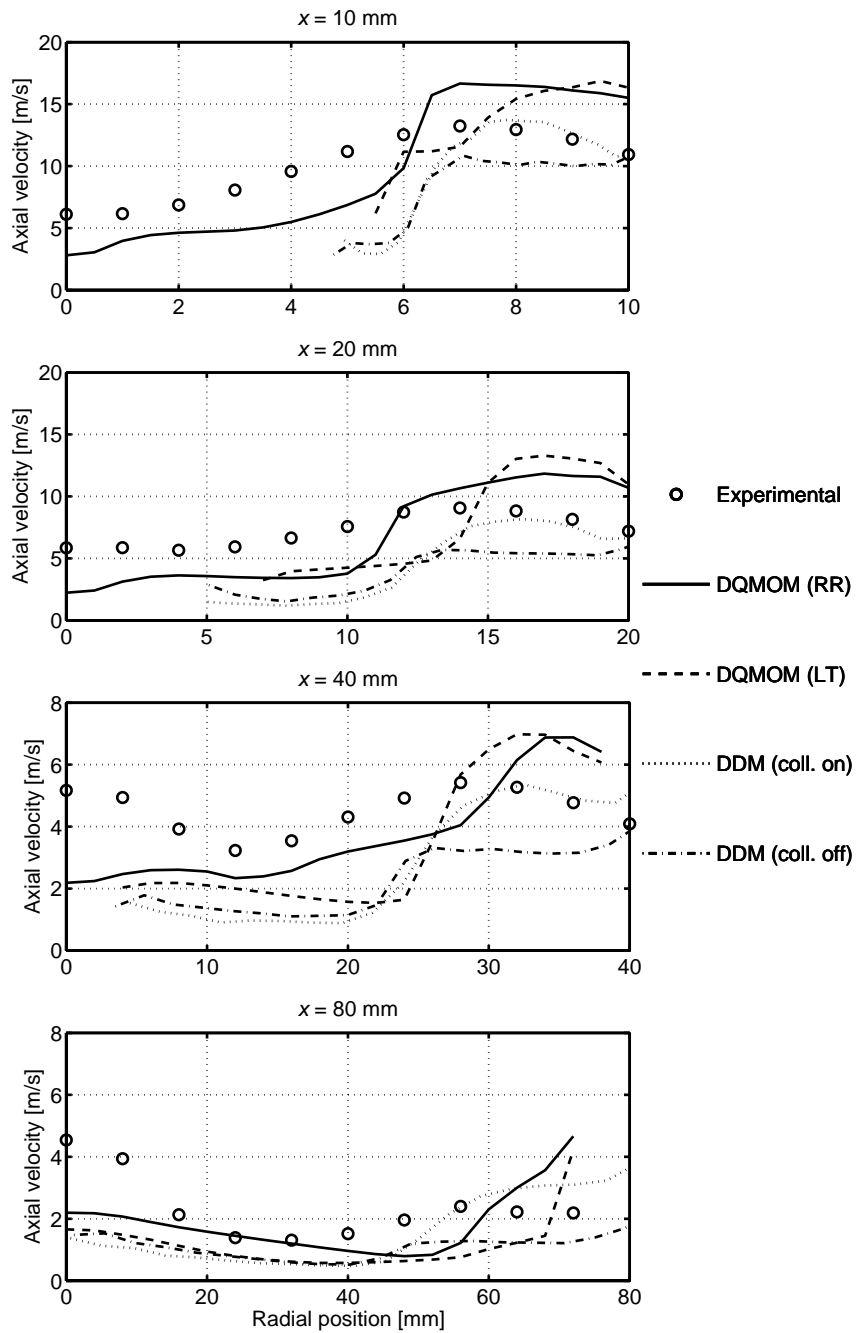 x = 10 mm
20
15
10
5
0
Axial velocity [m/s]
0 2 4 6 8 10
x = 20 mm
20
15
10
5
0
Axial velocity [m/s]
0 5 10 15 20
Experimental
DQMOM (RR)
DQMOM (LT)
DDM (coll. on)
DDM (coll. off)
x = 40 mm
8
6
4
2
0
Axial velocity [m/s]
0 10 20 30 40
x = 80 mm
8
6
4
2
0
Axial velocity [m/s]
0 20 40 60 80
Radial position [mm]